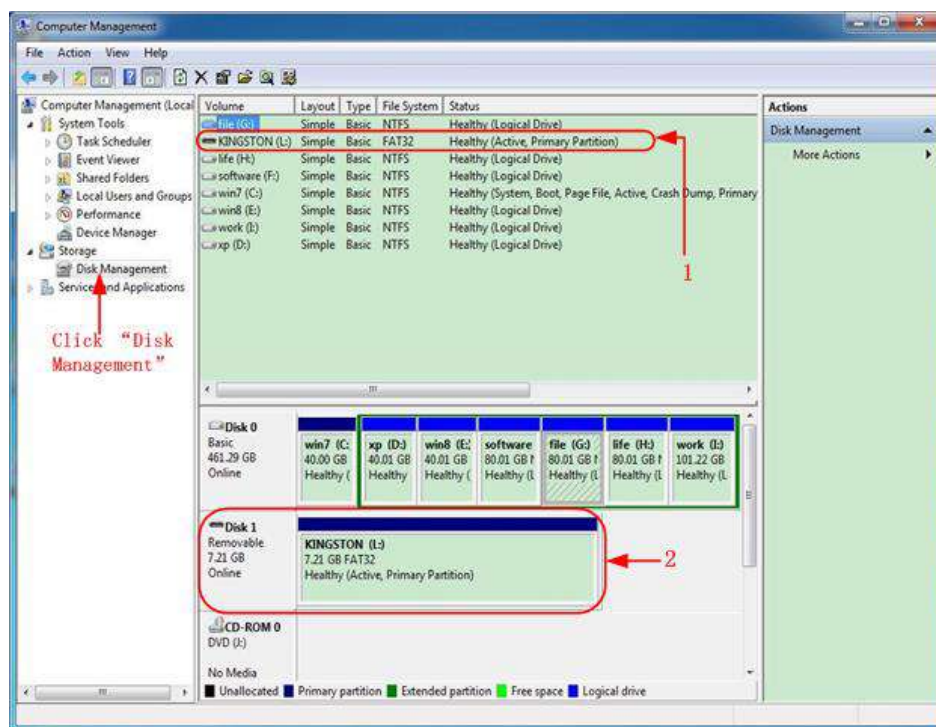 Computer Management
File Action View Help
Computer Management (Local
System Tools
Task Scheduler
Event Viewer
Shared Folders
Local Users and Groups
Performance
Device Manager
Storage
Disk Management
Services and Applications
Click “Disk
Management”
Volume Layout Type File System Status
file (G:) Simple Basic NTFS Healthy (Logical Drive)
KINGSTON (L:) Simple Basic FAT32 Healthy (Active, Primary Partition)
life (H:) Simple Basic NTFS Healthy (Logical Drive)
software (F:) Simple Basic NTFS Healthy (Logical Drive)
win7 (C:) Simple Basic NTFS Healthy (System, Boot, Page File, Active, Crash Dump, Primary
win8 (E:) Simple Basic NTFS Healthy (Logical Drive)
work (I:) Simple Basic NTFS Healthy (Logical Drive)
xp (D:) Simple Basic NTFS Healthy (Logical Drive)
1
Disk 0
Basic
461.29 GB
Online
win7 (C:
40.00 GB
Healthy (
xp (D:)
40.01 GB
Healthy
win8 (E:
40.01 GB
Healthy (
software
80.01 GB
Healthy (L
file (G:)
80.01 GB
Healthy (L
life (H:)
80.01 GB
Healthy (L
work (I:)
101.22 GB
Healthy (L
Disk 1
Removable
7.21 GB
Online
KINGSTON (L:)
7.21 GB FAT32
Healthy (Active, Primary Partition)
2
CD-ROM 0
DVD (J:)
No Media
Unallocated Primary partition Extended partition Free space Logical drive
Actions
Disk Management
More Actions